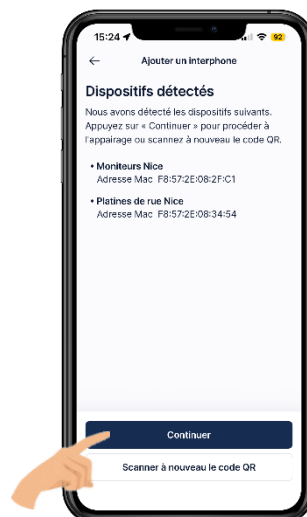 15:24
92
Ajouter un interphone
Dispositifs détectés
Nous avons détecté les dispositifs suivants.
Appuyez sur « Continuer » pour procéder à
l'appairage ou scannez à nouveau le code QR.
• Moniteurs Nice
Adresse Mac F8:57:2E:08:2F:C1
• Platines de rue Nice
Adresse Mac F8:57:2E:08:34:54
Continuer
Scanner à nouveau le code QR